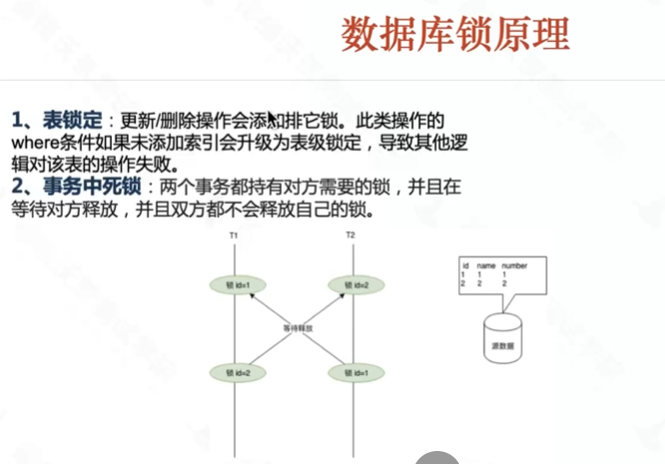 数据库锁原理
1、表锁定：更新/删除操作会添加排它锁。此类操作的
where条件如果未添加索引会升级为表级锁定，导致其他逻
辑对该表的操作失败。
2、事务中死锁：两个事务都持有对方需要的锁，并且在
等待对方释放，并且双方都不会释放自己的锁。
T1 T2
锁 id=1 锁 id=2
等待释放
锁 id=2 锁 id=1
id name number
1 1 1
2 2 2
源数据